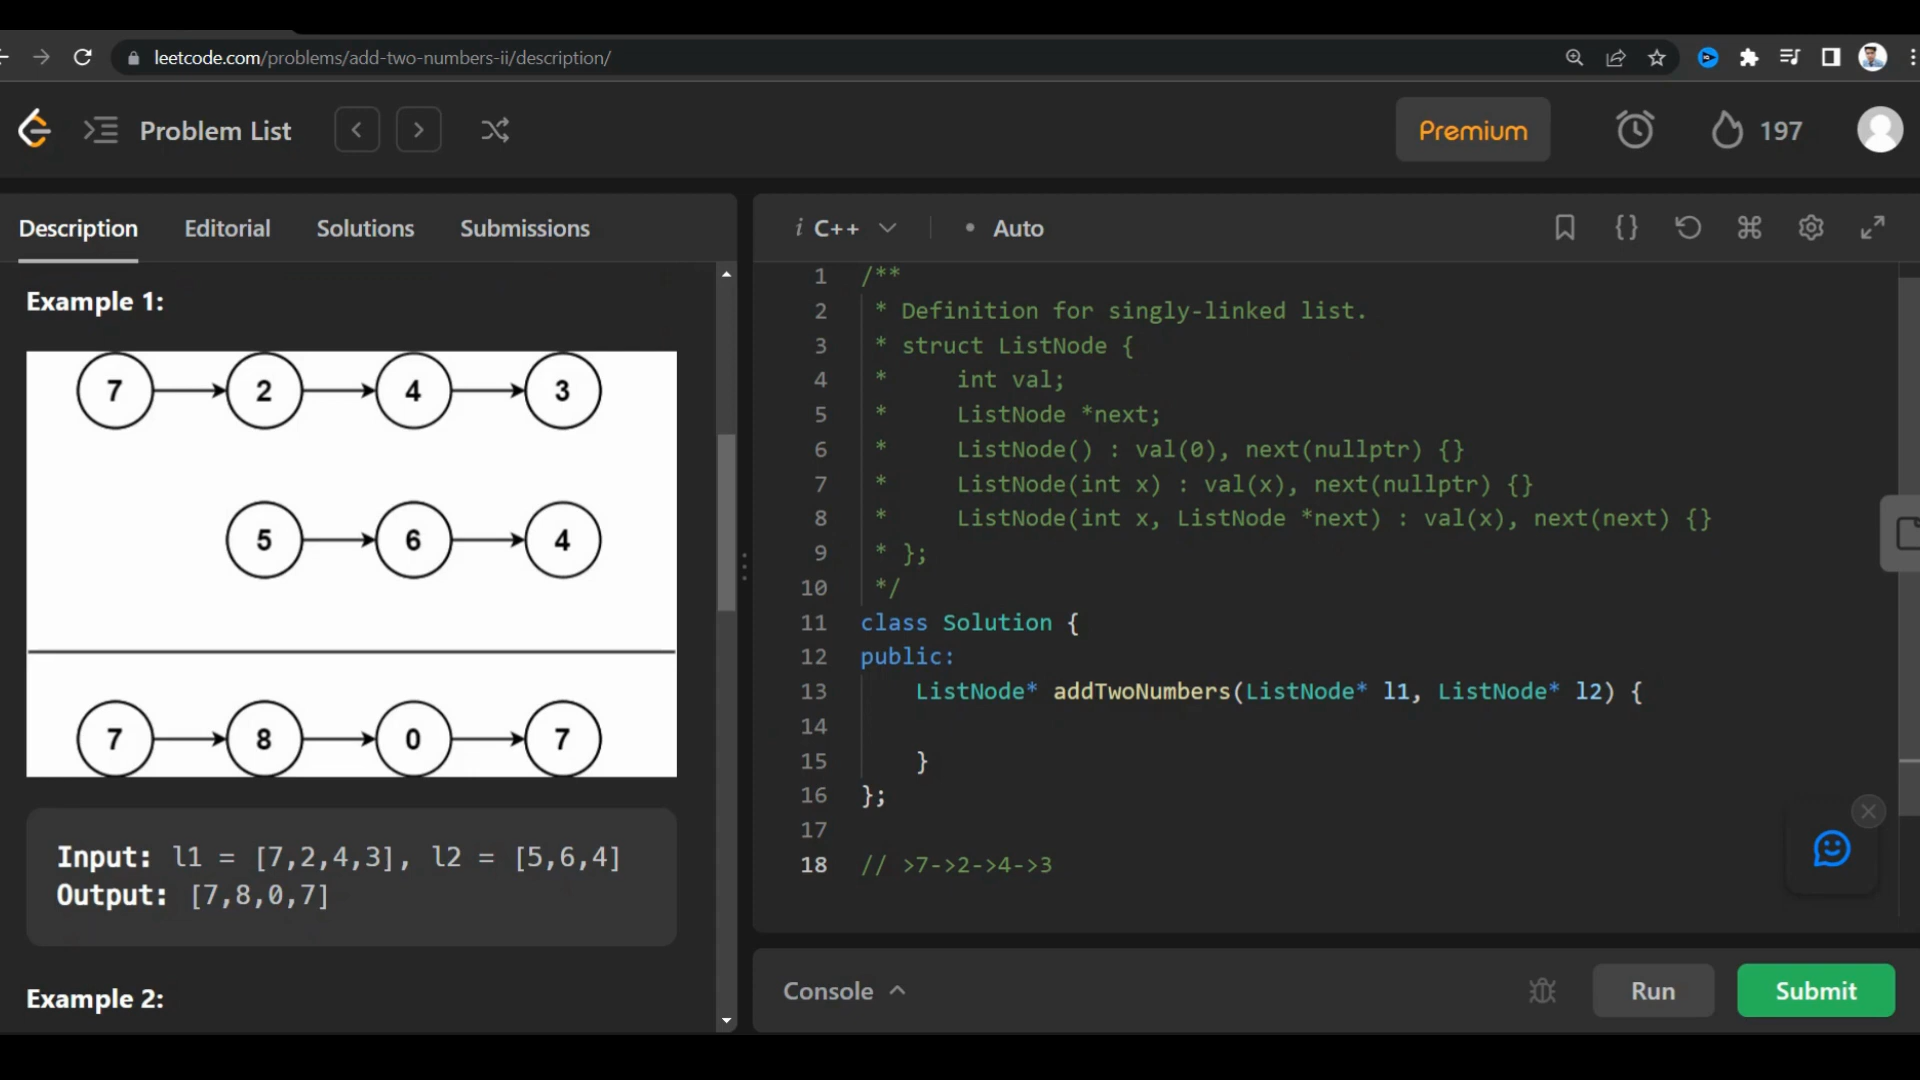 leetcode.com/problems/add-two-numbers-ii/description/
Problem List
Premium
197
Description Editorial Solutions Submissions
Example 1:
7 2 4 3
5 6 4
7 8 0 7
Input: l1 = [7,2,4,3], l2 = [5,6,4]
Output: [7,8,0,7]
Example 2:
i C++ • Auto
1 /**
2 * Definition for singly-linked list.
3 * struct ListNode {
4 *     int val;
5 *     ListNode *next;
6 *     ListNode() : val(0), next(nullptr) {}
7 *     ListNode(int x) : val(x), next(nullptr) {}
8 *     ListNode(int x, ListNode *next) : val(x), next(next) {}
9 * };
10 */
11 class Solution {
12 public:
13     ListNode* addTwoNumbers(ListNode* l1, ListNode* l2) {
14
15     }
16 };
17
18 // >7->2->4->3
Console
Run
Submit